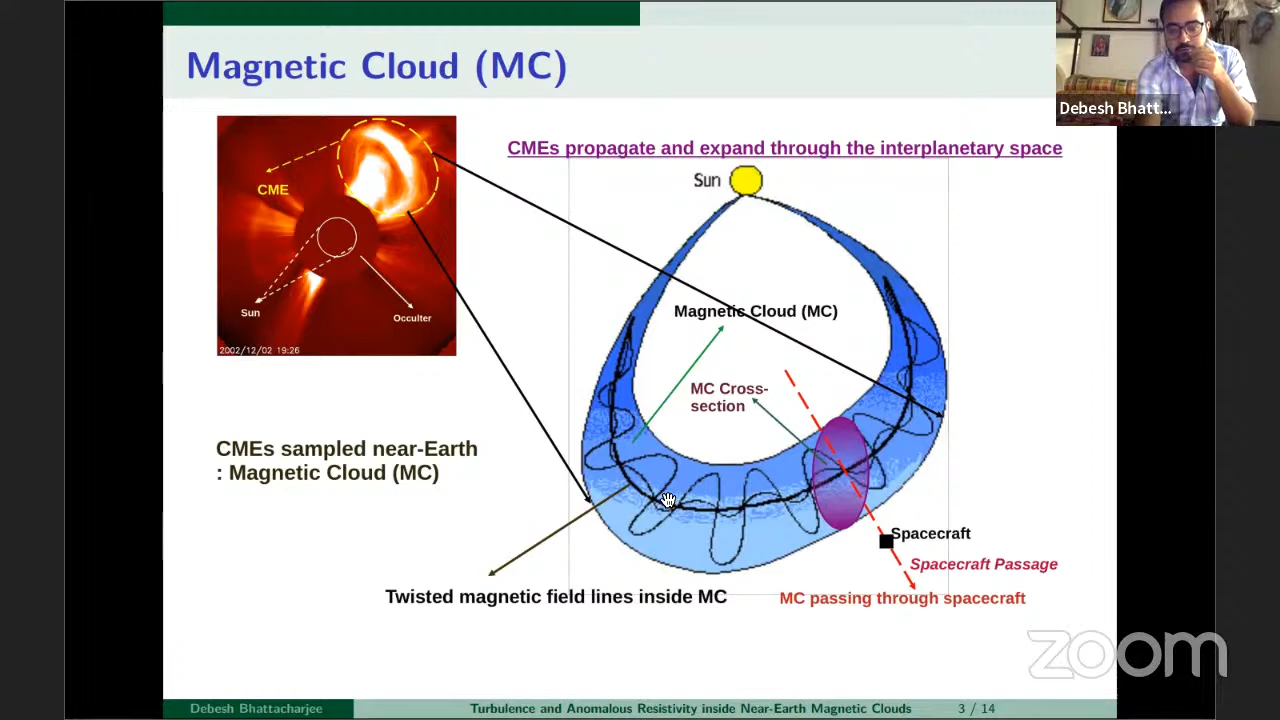 Magnetic Cloud (MC)
Debesh Bhatt...
CMEs propagate and expand through the interplanetary space
CME
Sun
Occulter
2002/12/02 19:26
Sun
Magnetic Cloud (MC)
MC Cross-
section
CMEs sampled near-Earth
: Magnetic Cloud (MC)
Spacecraft
Spacecraft Passage
Twisted magnetic field lines inside MC
MC passing through spacecraft
zoom
Debesh Bhattacharjee
Turbulence and Anomalous Resistivity inside Near-Earth Magnetic Clouds
3 / 14